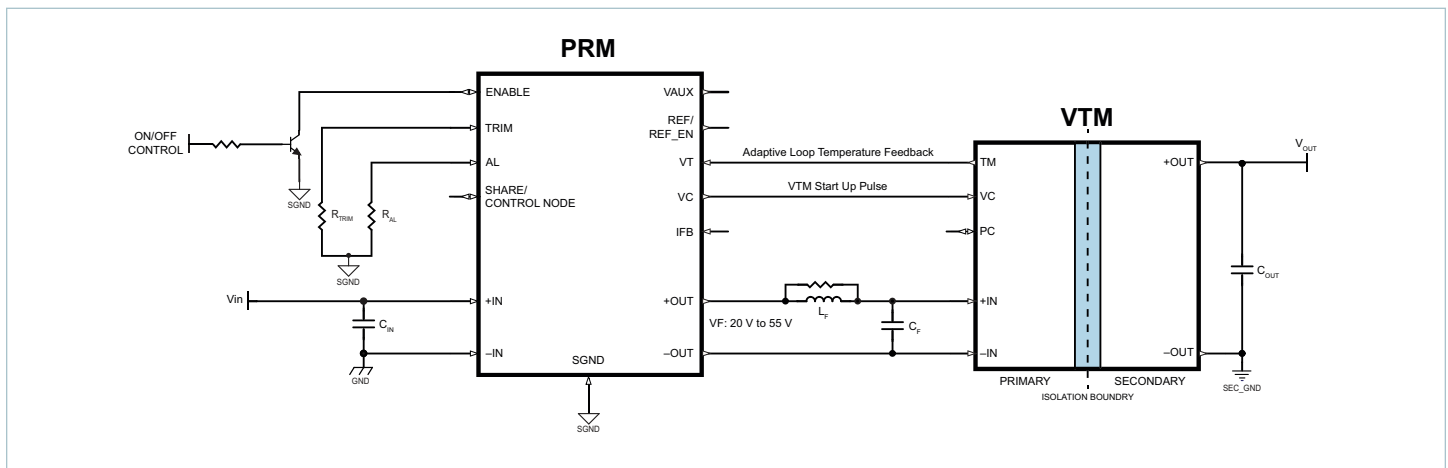 PRM
VTM
ENABLE
TRIM
AL
SHARE/
CONTROL NODE
+IN
–IN
SGND
VAUX
REF/
REF_EN
VT
VC
IFB
+OUT
–OUT
ON/OFF
CONTROL
SGND
R_TRIM
R_AL
SGND
Vin
C_IN
GND
SGND
Adaptive Loop Temperature Feedback
VTM Start Up Pulse
VF: 20 V to 55 V
L_F
C_F
TM
VC
PC
+IN
–IN
+OUT
–OUT
PRIMARY
SECONDARY
ISOLATION BOUNDRY
V_OUT
C_OUT
SEC_GND